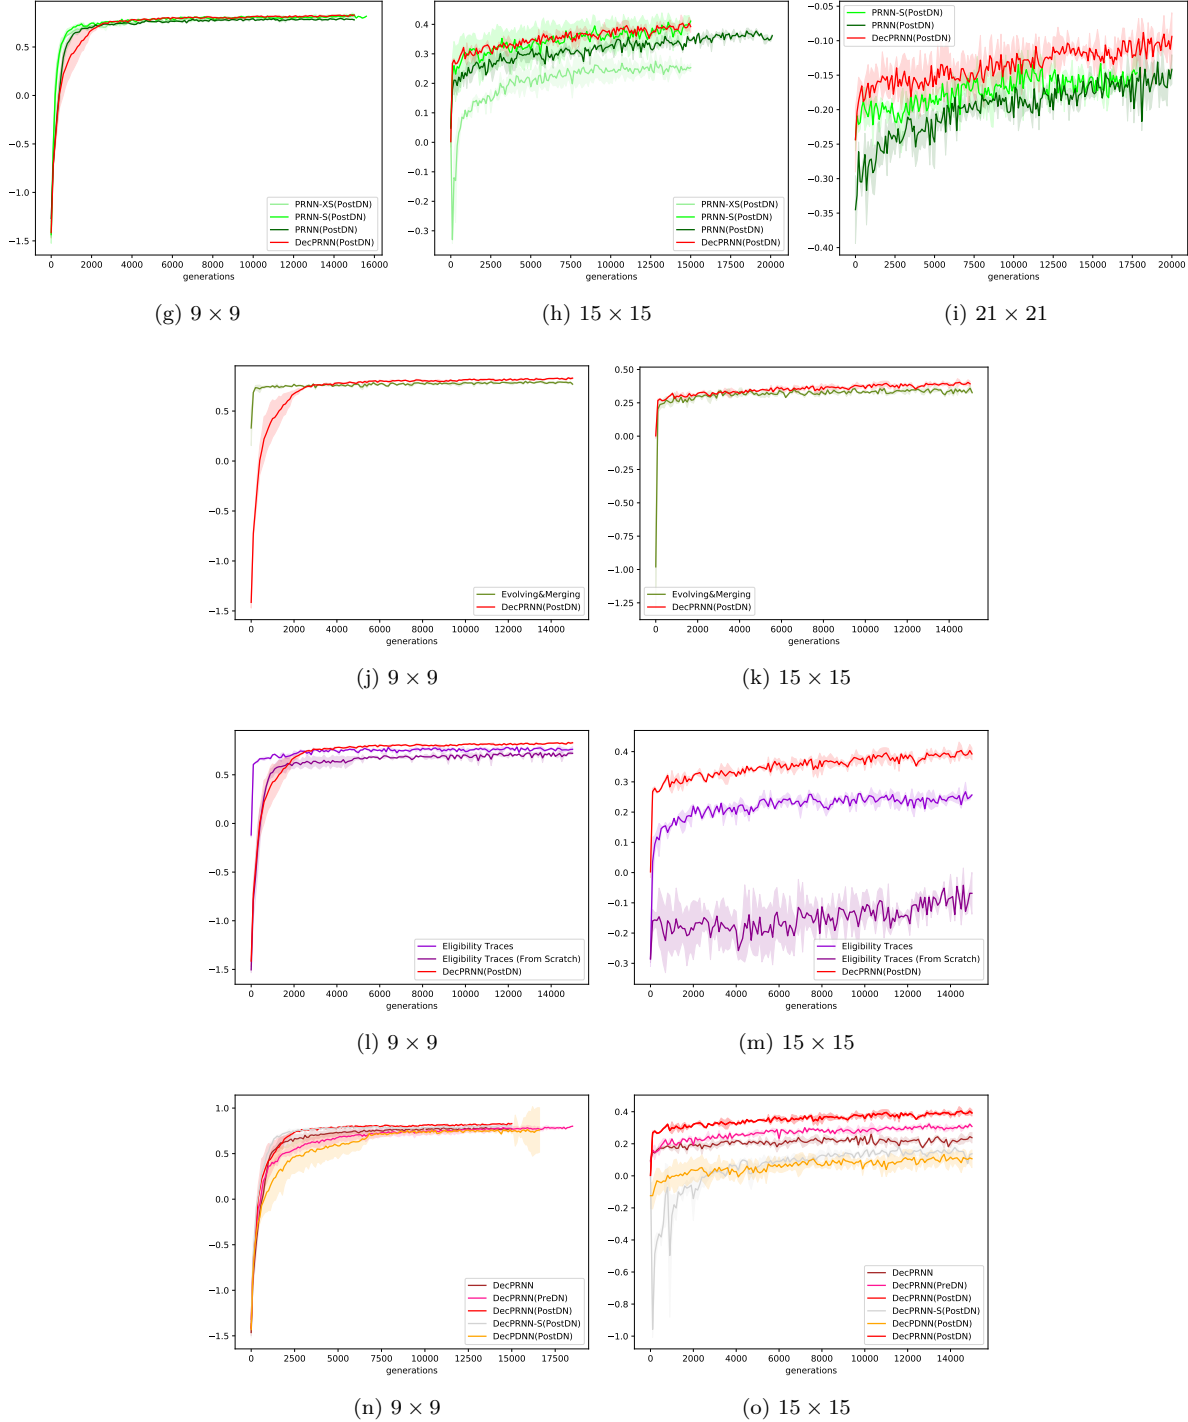 0.5
0.0
−0.5
−1.0
−1.5
0 2000 4000 6000 8000 10000 12000 14000 16000
generations
PRNN-XS(PostDN)
PRNN-S(PostDN)
PRNN(PostDN)
DecPRNN(PostDN)
(g) 9 × 9
0.4
0.3
0.2
0.1
0.0
−0.1
−0.2
−0.3
0 2500 5000 7500 10000 12500 15000 17500 20000
generations
PRNN-XS(PostDN)
PRNN-S(PostDN)
PRNN(PostDN)
DecPRNN(PostDN)
(h) 15 × 15
−0.05
−0.10
−0.15
−0.20
−0.25
−0.30
−0.35
−0.40
PRNN-S(PostDN)
PRNN(PostDN)
DecPRNN(PostDN)
0 2500 5000 7500 10000 12500 15000 17500 20000
generations
(i) 21 × 21
0.5
0.0
−0.5
−1.0
−1.5
Evolving&Merging
DecPRNN(PostDN)
0 2000 4000 6000 8000 10000 12000 14000
generations
(j) 9 × 9
0.50
0.25
0.00
−0.25
−0.50
−0.75
−1.00
−1.25
Evolving&Merging
DecPRNN(PostDN)
0 2000 4000 6000 8000 10000 12000 14000
generations
(k) 15 × 15
0.5
0.0
−0.5
−1.0
−1.5
Eligibility Traces
Eligibility Traces (From Scratch)
DecPRNN(PostDN)
0 2000 4000 6000 8000 10000 12000 14000
generations
(l) 9 × 9
0.4
0.3
0.2
0.1
0.0
−0.1
−0.2
−0.3
Eligibility Traces
Eligibility Traces (From Scratch)
DecPRNN(PostDN)
0 2000 4000 6000 8000 10000 12000 14000
generations
(m) 15 × 15
1.0
0.5
0.0
−0.5
−1.0
−1.5
DecPRNN
DecPRNN(PreDN)
DecPRNN(PostDN)
DecPRNN-S(PostDN)
DecPDNN(PostDN)
0 2500 5000 7500 10000 12500 15000 17500
generations
(n) 9 × 9
0.4
0.2
0.0
−0.2
−0.4
−0.6
−0.8
−1.0
DecPRNN
DecPRNN(PreDN)
DecPRNN(PostDN)
DecPRNN-S(PostDN)
DecPDNN(PostDN)
DecPRNN(PostDN)
0 2000 4000 6000 8000 10000 12000 14000
generations
(o) 15 × 15